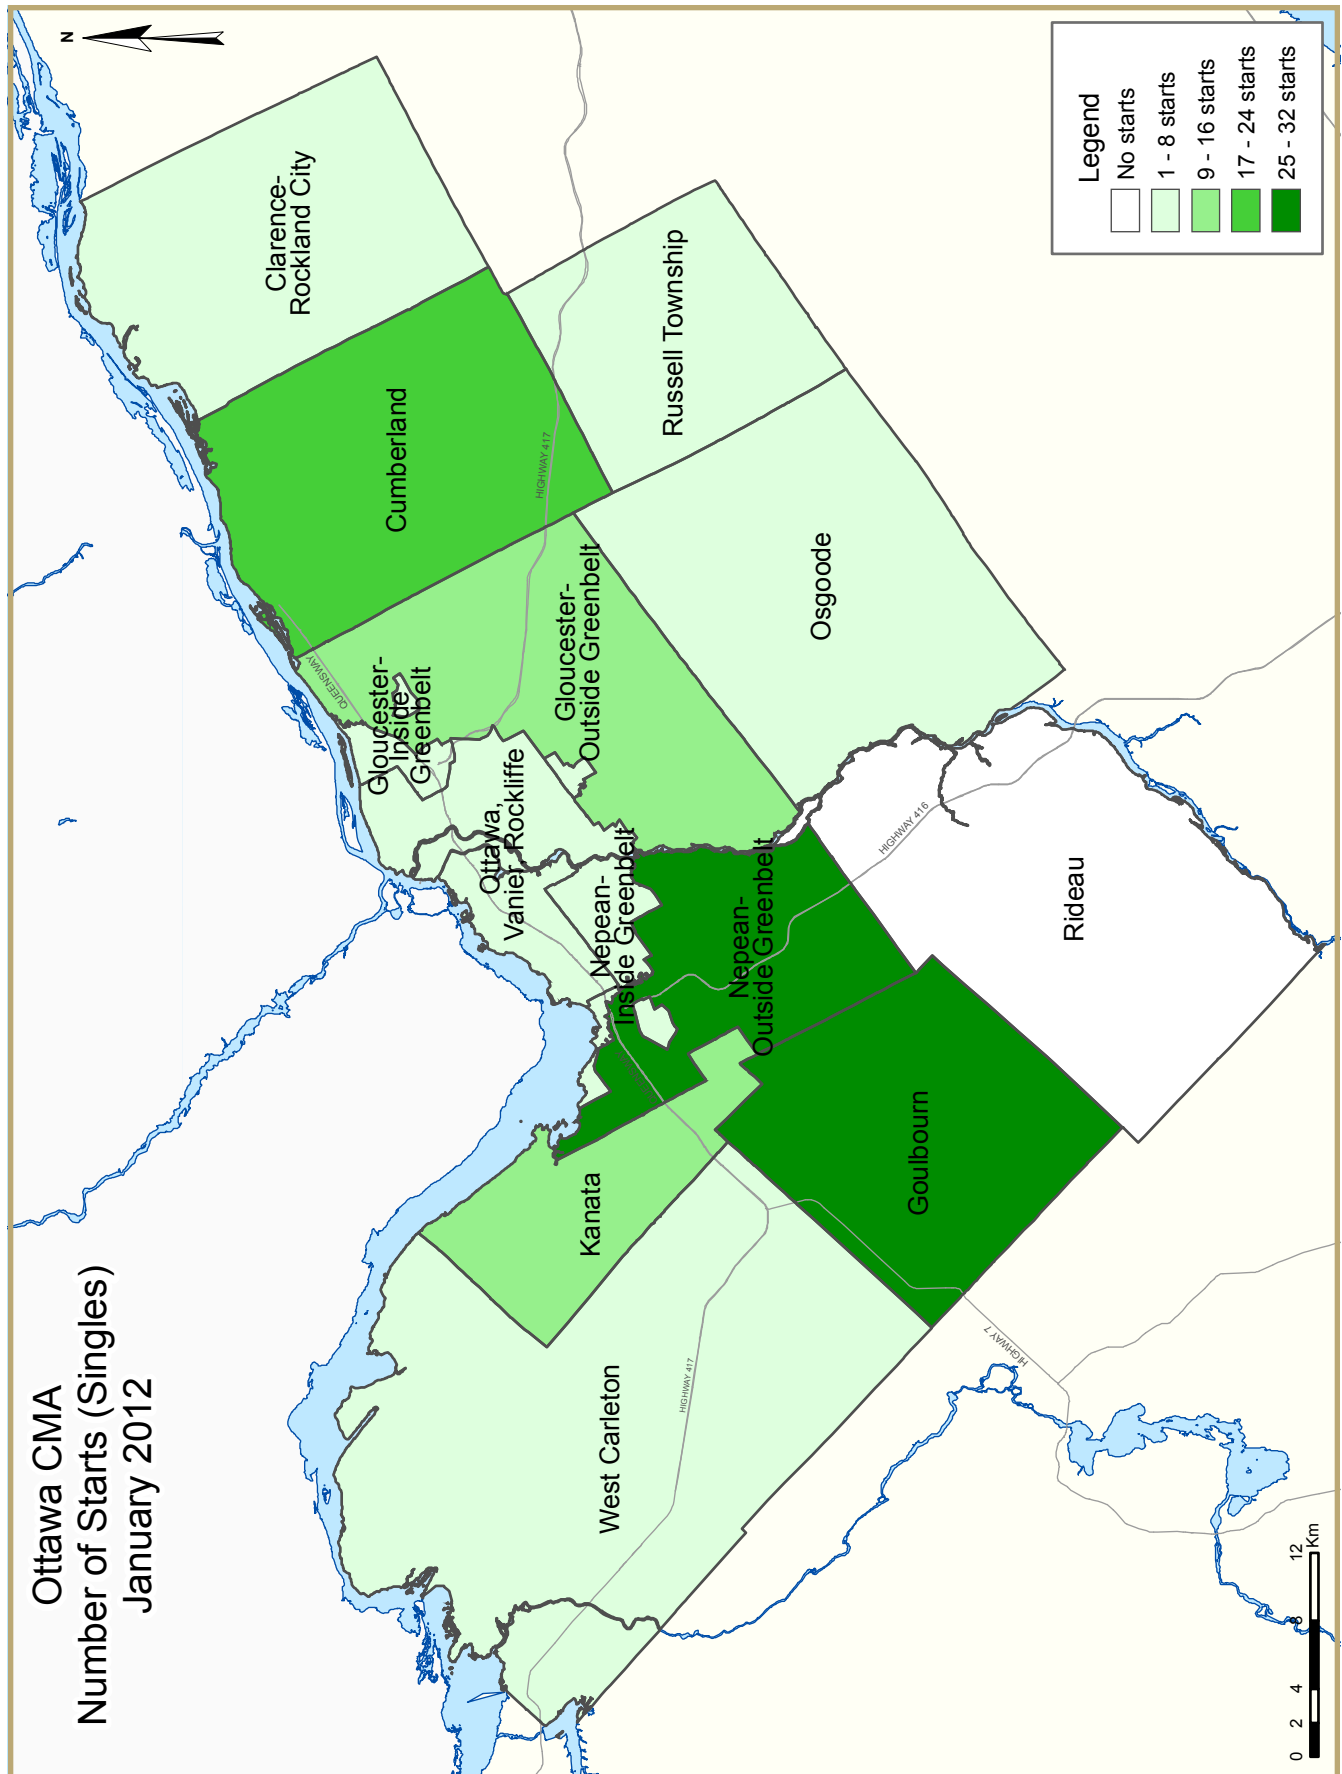 Ottawa CMA
Number of Starts (Singles)
January 2012
N
Clarence-
Rockland City
Cumberland
Russell Township
HIGHWAY 417
QUEENSWAY
Gloucester-
Inside
Greenbelt
Gloucester-
Outside Greenbelt
Osgoode
Ottawa,
Vanier, Rockliffe
Nepean-
Inside Greenbelt
Nepean-
Outside Greenbelt
HIGHWAY 416
Rideau
Kanata
Goulbourn
West Carleton
HIGHWAY 417
HIGHWAY 7
Legend
No starts
1 - 8 starts
9 - 16 starts
17 - 24 starts
25 - 32 starts
0 2 4 8 12
Km